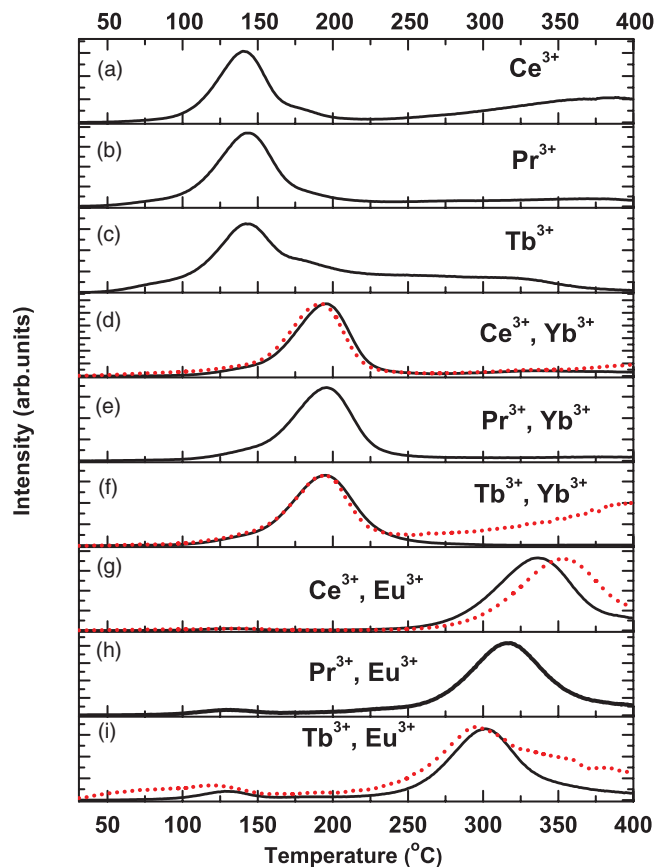 50 100 150 200 250 300 350 400
(a) Ce³⁺
(b) Pr³⁺
(c) Tb³⁺
(d) Ce³⁺, Yb³⁺
(e) Pr³⁺, Yb³⁺
(f) Tb³⁺, Yb³⁺
(g) Ce³⁺, Eu³⁺
(h) Pr³⁺, Eu³⁺
(i) Tb³⁺, Eu³⁺
Intensity (arb.units)
50 100 150 200 250 300 350 400
Temperature (°C)